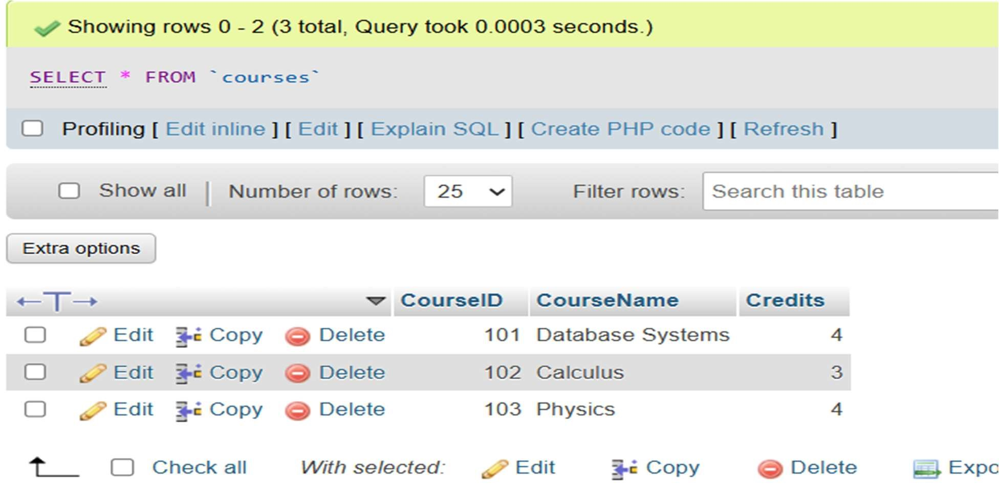 Showing rows 0 - 2 (3 total, Query took 0.0003 seconds.)
SELECT * FROM `courses`
Profiling [ Edit inline ] [ Edit ] [ Explain SQL ] [ Create PHP code ] [ Refresh ]
Show all | Number of rows: 25 Filter rows: Search this table
Extra options
CourseID CourseName Credits
Edit Copy Delete 101 Database Systems 4
Edit Copy Delete 102 Calculus 3
Edit Copy Delete 103 Physics 4
Check all With selected: Edit Copy Delete Expo